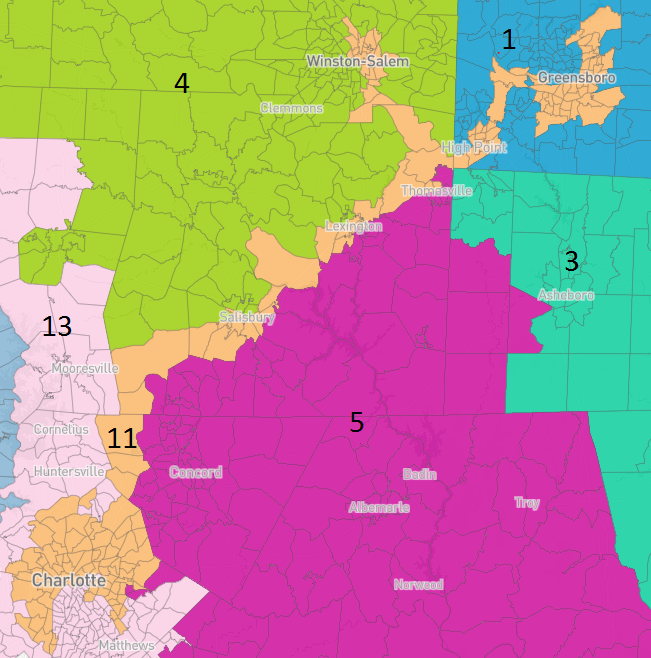 1
4
Winston-Salem
Greensboro
Clemmons
High Point
Thomasville
Lexington
3
Asheboro
Salisbury
13
Mooresville
5
Cornelius
11
Huntersville
Concord
Badin
Albemarle
Troy
Charlotte
Norwood
Matthews